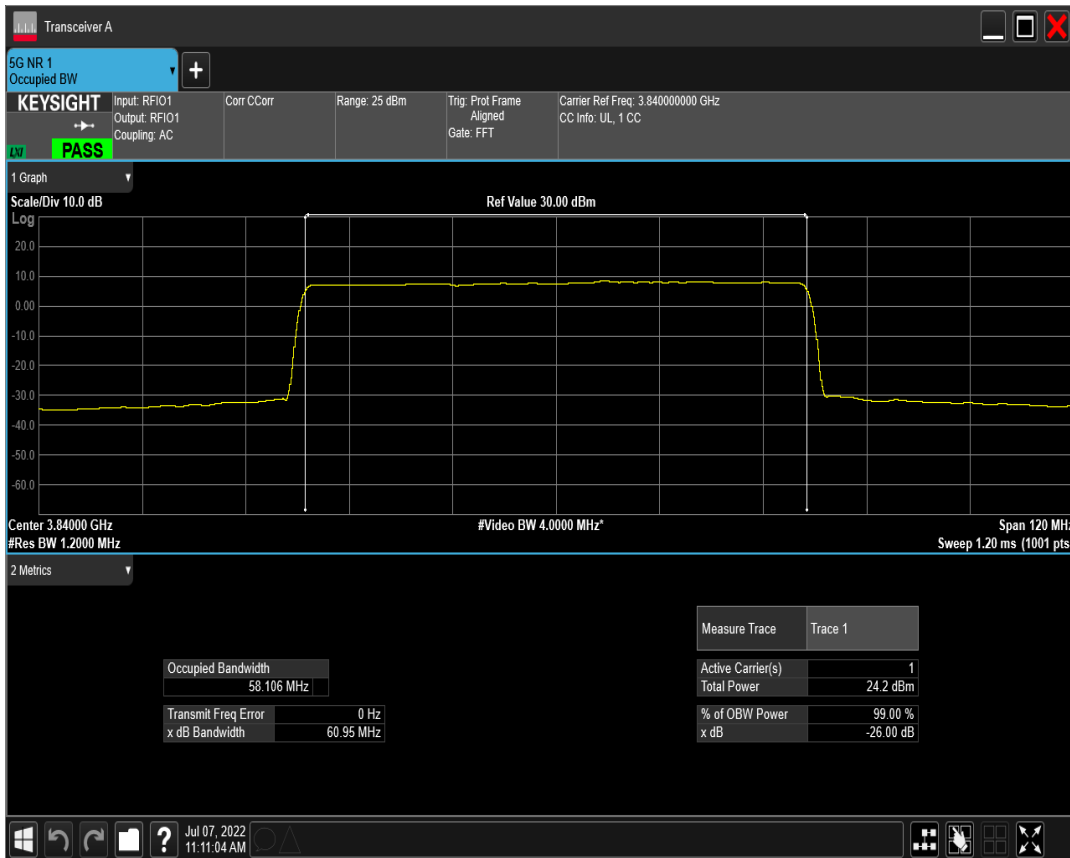 Transceiver A
5G NR 1
Occupied BW
KEYSIGHT
LXI
PASS
Input: RFIO1
Output: RFIO1
Coupling: AC
Corr CCorr
Range: 25 dBm
Trig: Prot Frame
Aligned
Gate: FFT
Carrier Ref Freq: 3.840000000 GHz
CC Info: UL, 1 CC
1 Graph
Scale/Div 10.0 dB
Ref Value 30.00 dBm
Log
20.0
10.0
0.00
-10.0
-20.0
-30.0
-40.0
-50.0
-60.0
Center 3.84000 GHz
#Video BW 4.0000 MHz*
Span 120 MHz
#Res BW 1.2000 MHz
Sweep 1.20 ms (1001 pts
2 Metrics
Measure Trace Trace 1
Occupied Bandwidth
58.106 MHz
Active Carrier(s) 1
Total Power 24.2 dBm
Transmit Freq Error 0 Hz
x dB Bandwidth 60.95 MHz
% of OBW Power 99.00 %
x dB -26.00 dB
?
Jul 07, 2022
11:11:04 AM